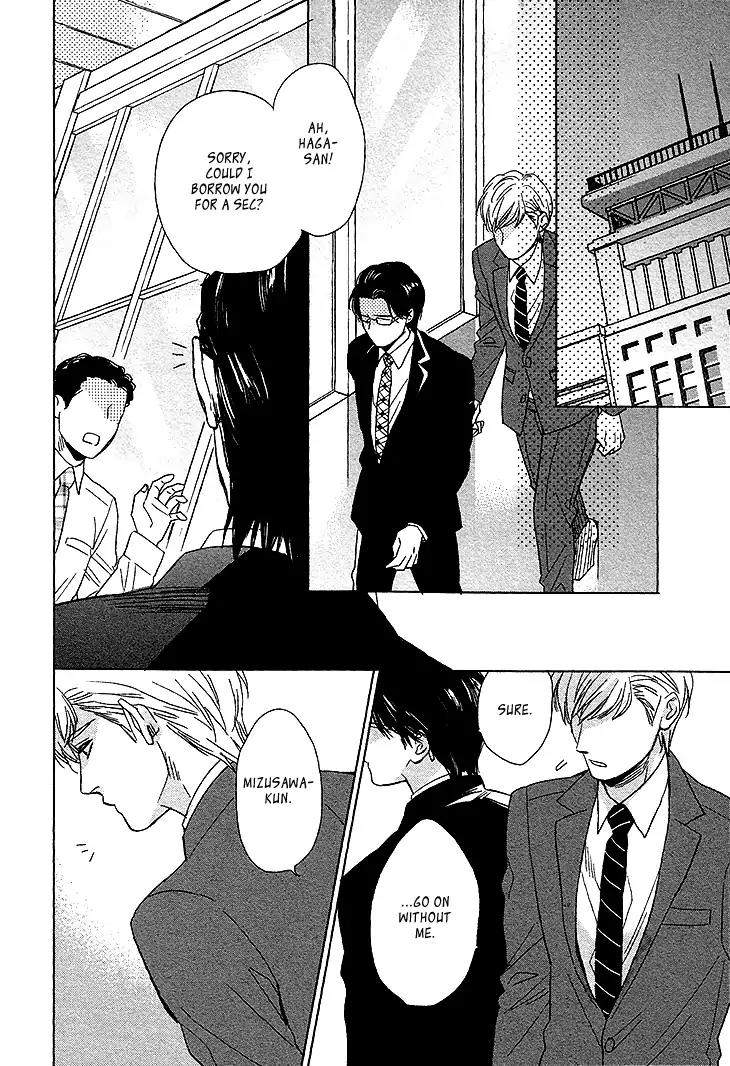 AH,
HAGA-
SAN!
SORRY,
COULD I
BORROW YOU
FOR A SEC?
SURE.
...GO ON
WITHOUT
ME.
MIZUSAWA-
KUN.